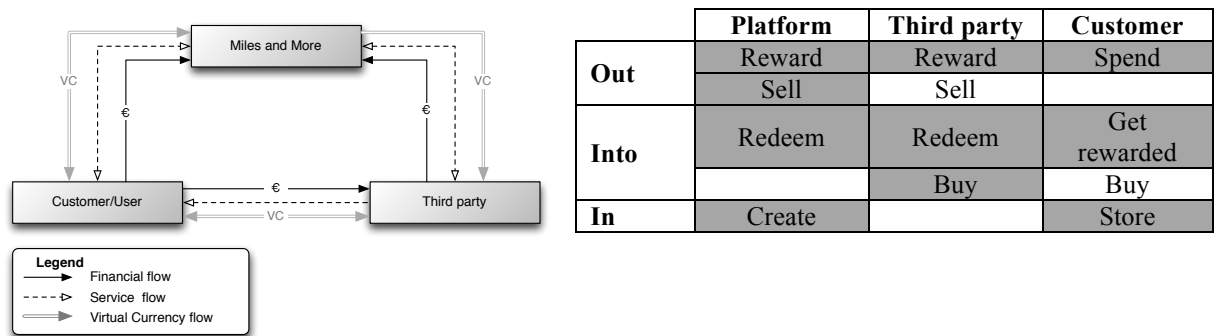 Miles and More
VC
VC
€
€
€
Customer/User
Third party
VC
Legend
Financial flow
Service flow
Virtual Currency flow
Platform Third party Customer
Out Reward Reward Spend
Sell Sell
Into Redeem Redeem Get
rewarded
Buy Buy
In Create Store